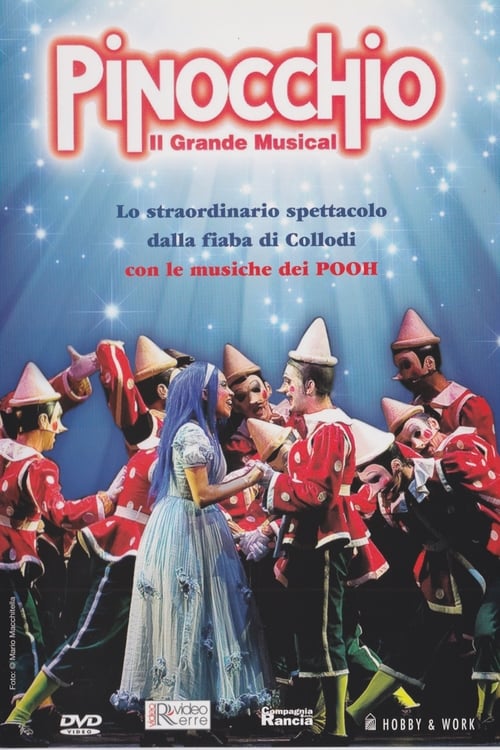 PINOCCHIO
Il Grande Musical
Lo straordinario spettacolo
dalla fiaba di Collodi
con le musiche dei POOH
Foto: © Mario Macchitella
DVD
VIDEO
video
Rvideo
erre
Compagnia
Rancia
HOBBY & WORK